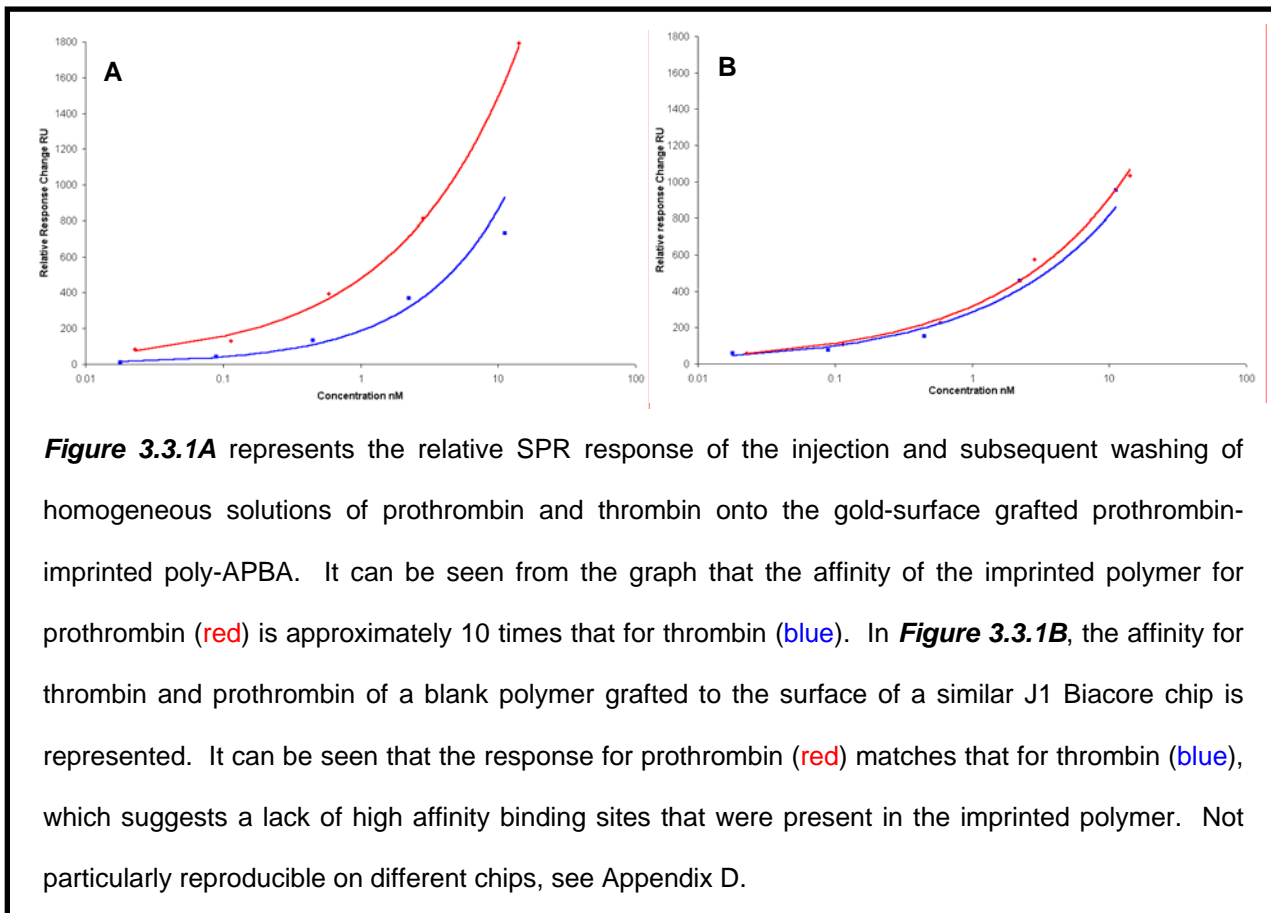 A
Relative Response Change RU
1800
1600
1400
1200
1000
800
600
400
200
0
0.01 0.1 1 10 100
Concentration nM
B
Relative response Change RU
1800
1600
1400
1200
1000
800
600
400
200
0
0.01 0.1 1 10 100
Concentration nM
Figure 3.3.1A represents the relative SPR response of the injection and subsequent washing of
homogeneous solutions of prothrombin and thrombin onto the gold-surface grafted prothrombin-
imprinted poly-APBA. It can be seen from the graph that the affinity of the imprinted polymer for
prothrombin (red) is approximately 10 times that for thrombin (blue). In Figure 3.3.1B, the affinity for
thrombin and prothrombin of a blank polymer grafted to the surface of a similar J1 Biacore chip is
represented. It can be seen that the response for prothrombin (red) matches that for thrombin (blue),
which suggests a lack of high affinity binding sites that were present in the imprinted polymer. Not
particularly reproducible on different chips, see Appendix D.